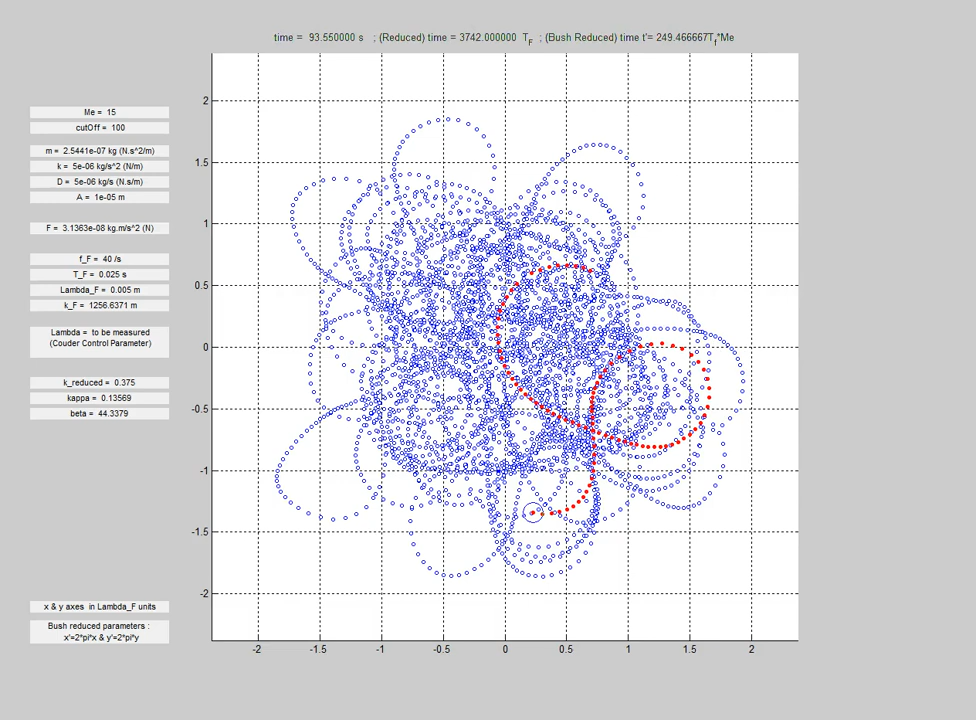 time =  93.550000 s   ; (Reduced) time = 3742.000000  T_F  ; (Bush Reduced) time t'= 249.466667T_f*Me
Me =  15
cutOff =  100
m =  2.5441e-07 kg (N.s^2/m)
k =  5e-06 kg/s^2 (N/m)
D =  5e-06 kg/s (N.s/m)
A =  1e-05 m
F =  3.1363e-08 kg.m/s^2 (N)
f_F =  40 /s
T_F =  0.025 s
Lambda_F =  0.005 m
k_F =  1256.6371 m
Lambda =  to be measured
(Couder Control Parameter)
k_reduced =  0.375
kappa =  0.13569
beta =  44.3379
x & y axes  in Lambda_F units
Bush reduced parameters :
x'=2*pi*x & y'=2*pi*y
2
1.5
1
0.5
0
-0.5
-1
-1.5
-2
-2 -1.5 -1 -0.5 0 0.5 1 1.5 2